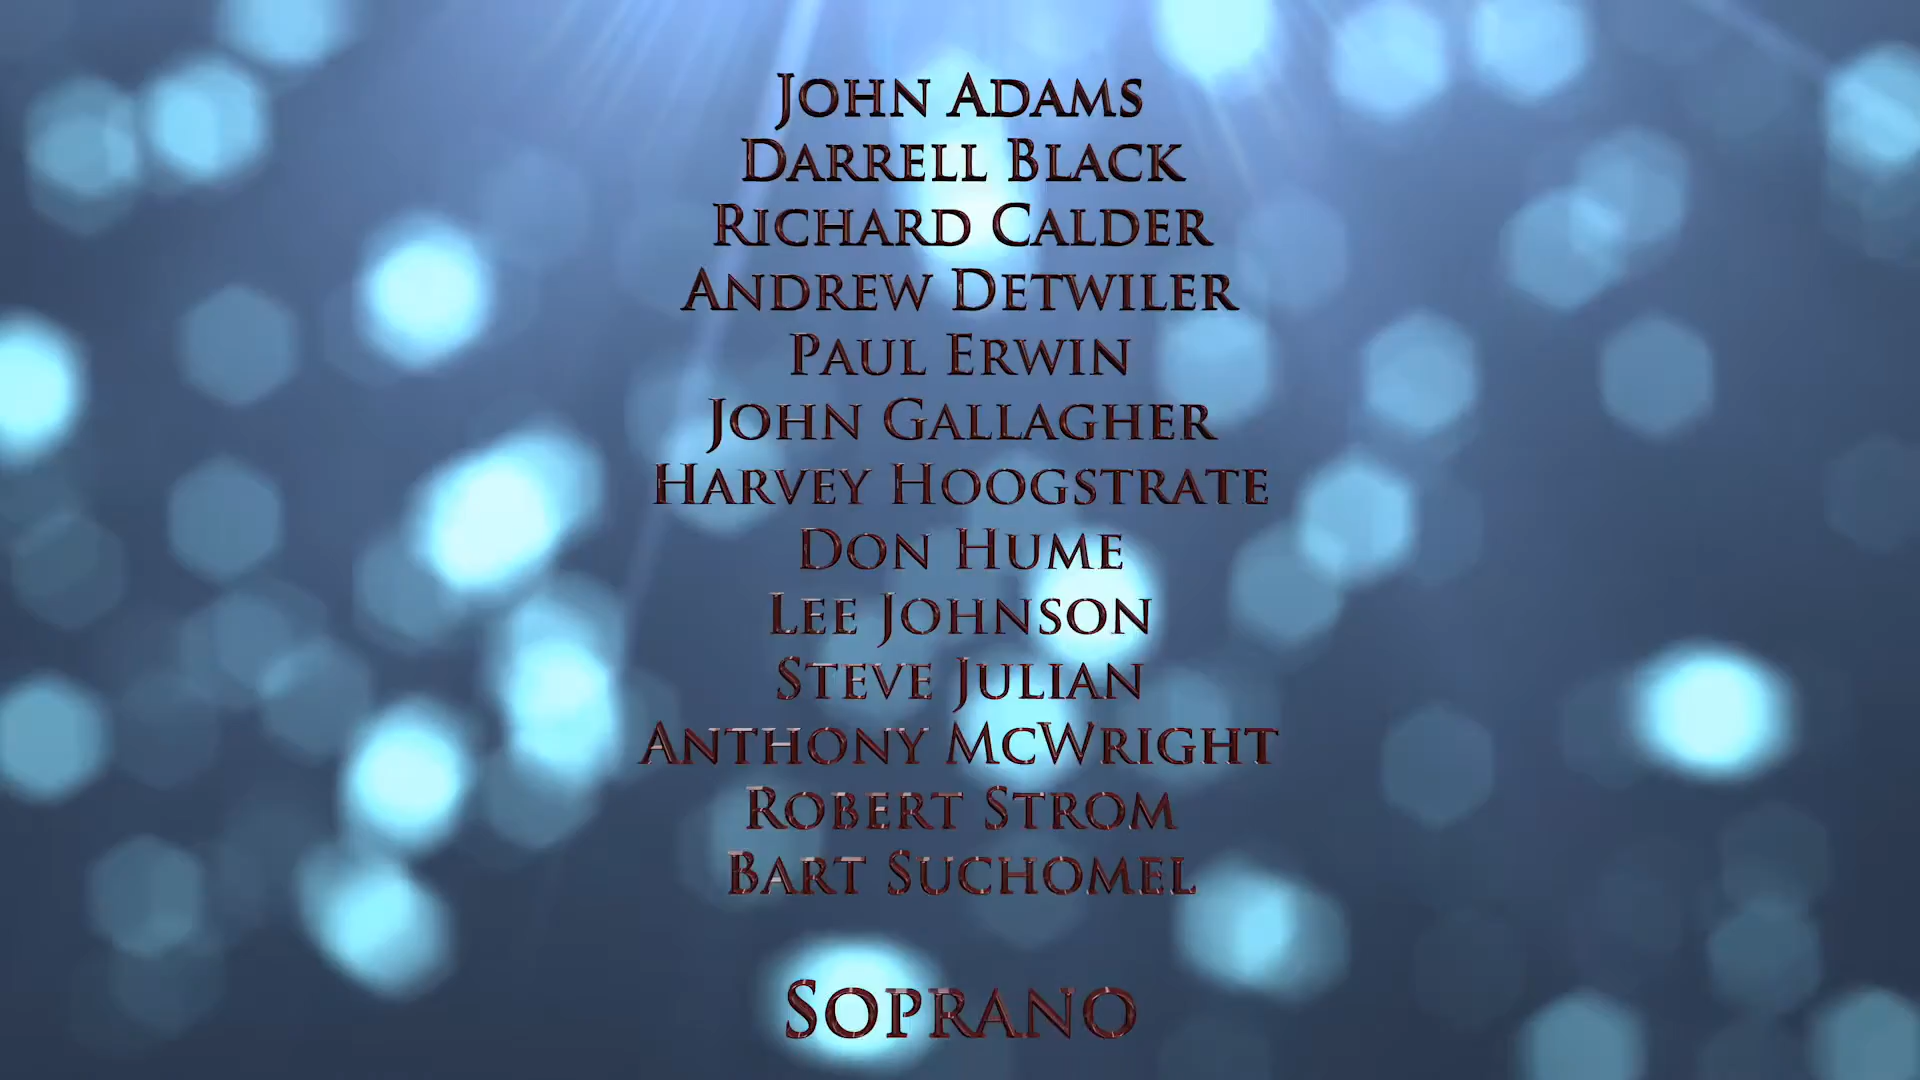 John Adams
Darrell Black
Richard Calder
Andrew Detwiler
Paul Erwin
John Gallagher
Harvey Hoogstrate
Don Hume
Lee Johnson
Steve Julian
Anthony McWright
Robert Strom
Bart Suchomel
Soprano